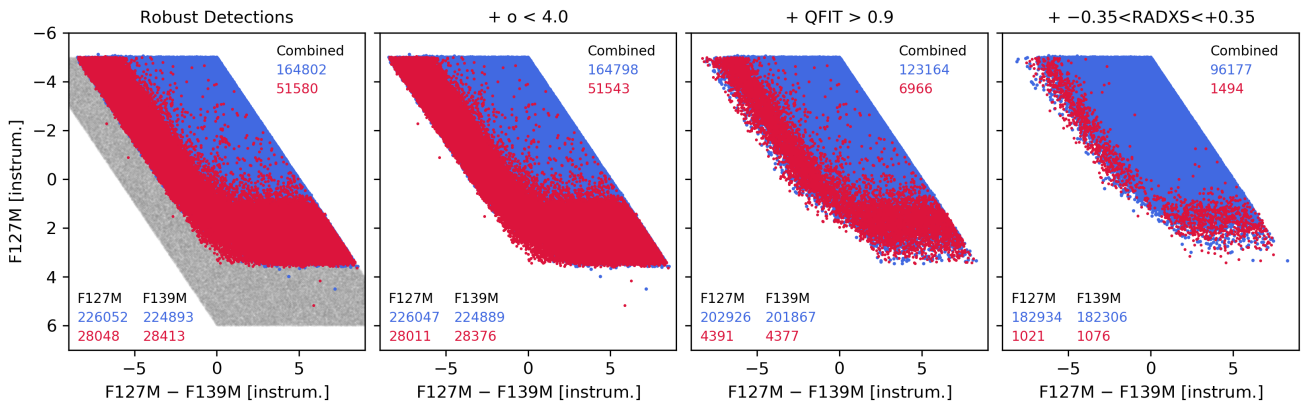 Robust Detections
+ o < 4.0
+ QFIT > 0.9
+ −0.35<RADXS<+0.35
F127M [instrum.]
−6
−4
−2
0
2
4
6
Combined
164802
51580
F127M F139M
226052 224893
28048 28413
−5 0 5
F127M − F139M [instrum.]
Combined
164798
51543
F127M F139M
226047 224889
28011 28376
−5 0 5
F127M − F139M [instrum.]
Combined
123164
6966
F127M F139M
202926 201867
4391 4377
−5 0 5
F127M − F139M [instrum.]
Combined
96177
1494
F127M F139M
182934 182306
1021 1076
−5 0 5
F127M − F139M [instrum.]